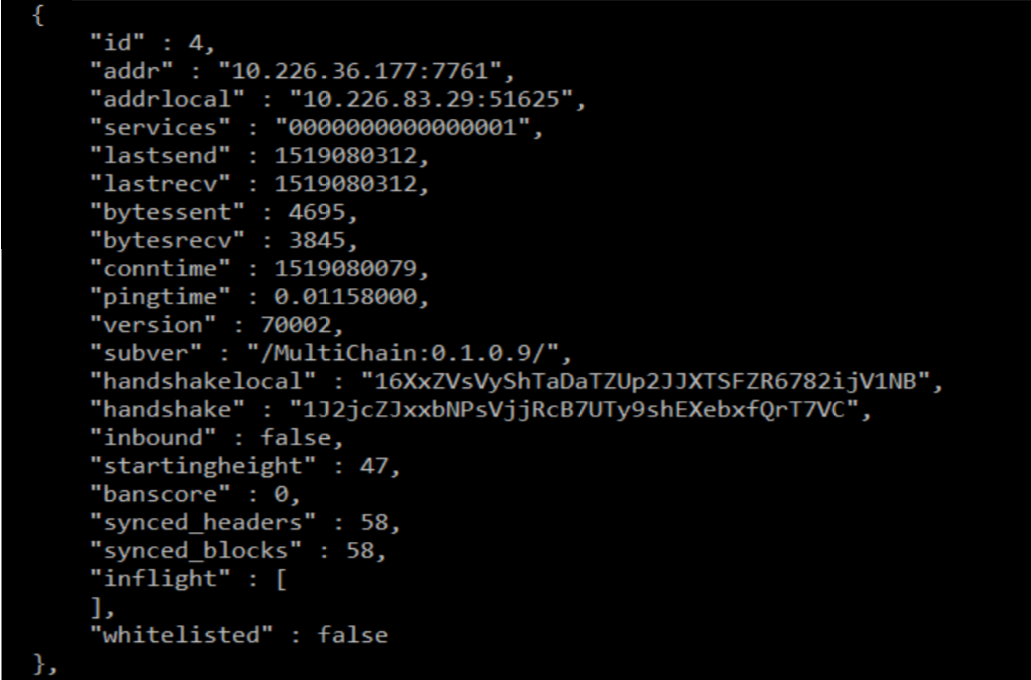 {
"id" : 4,
"addr" : "10.226.36.177:7761",
"addrlocal" : "10.226.83.29:51625",
"services" : "0000000000000001",
"lastsend" : 1519080312,
"lastrecv" : 1519080312,
"bytessent" : 4695,
"bytesrecv" : 3845,
"conntime" : 1519080079,
"pingtime" : 0.01158000,
"version" : 70002,
"subver" : "/MultiChain:0.1.0.9/",
"handshakelocal" : "16XxZVsVyShTaDaTZUp2JJXTSFZR6782ijV1NB",
"handshake" : "1J2jcZJxxbNPsVjjRcB7UTy9shEXebxfQrT7VC",
"inbound" : false,
"startingheight" : 47,
"banscore" : 0,
"synced_headers" : 58,
"synced_blocks" : 58,
"inflight" : [
],
"whitelisted" : false
},